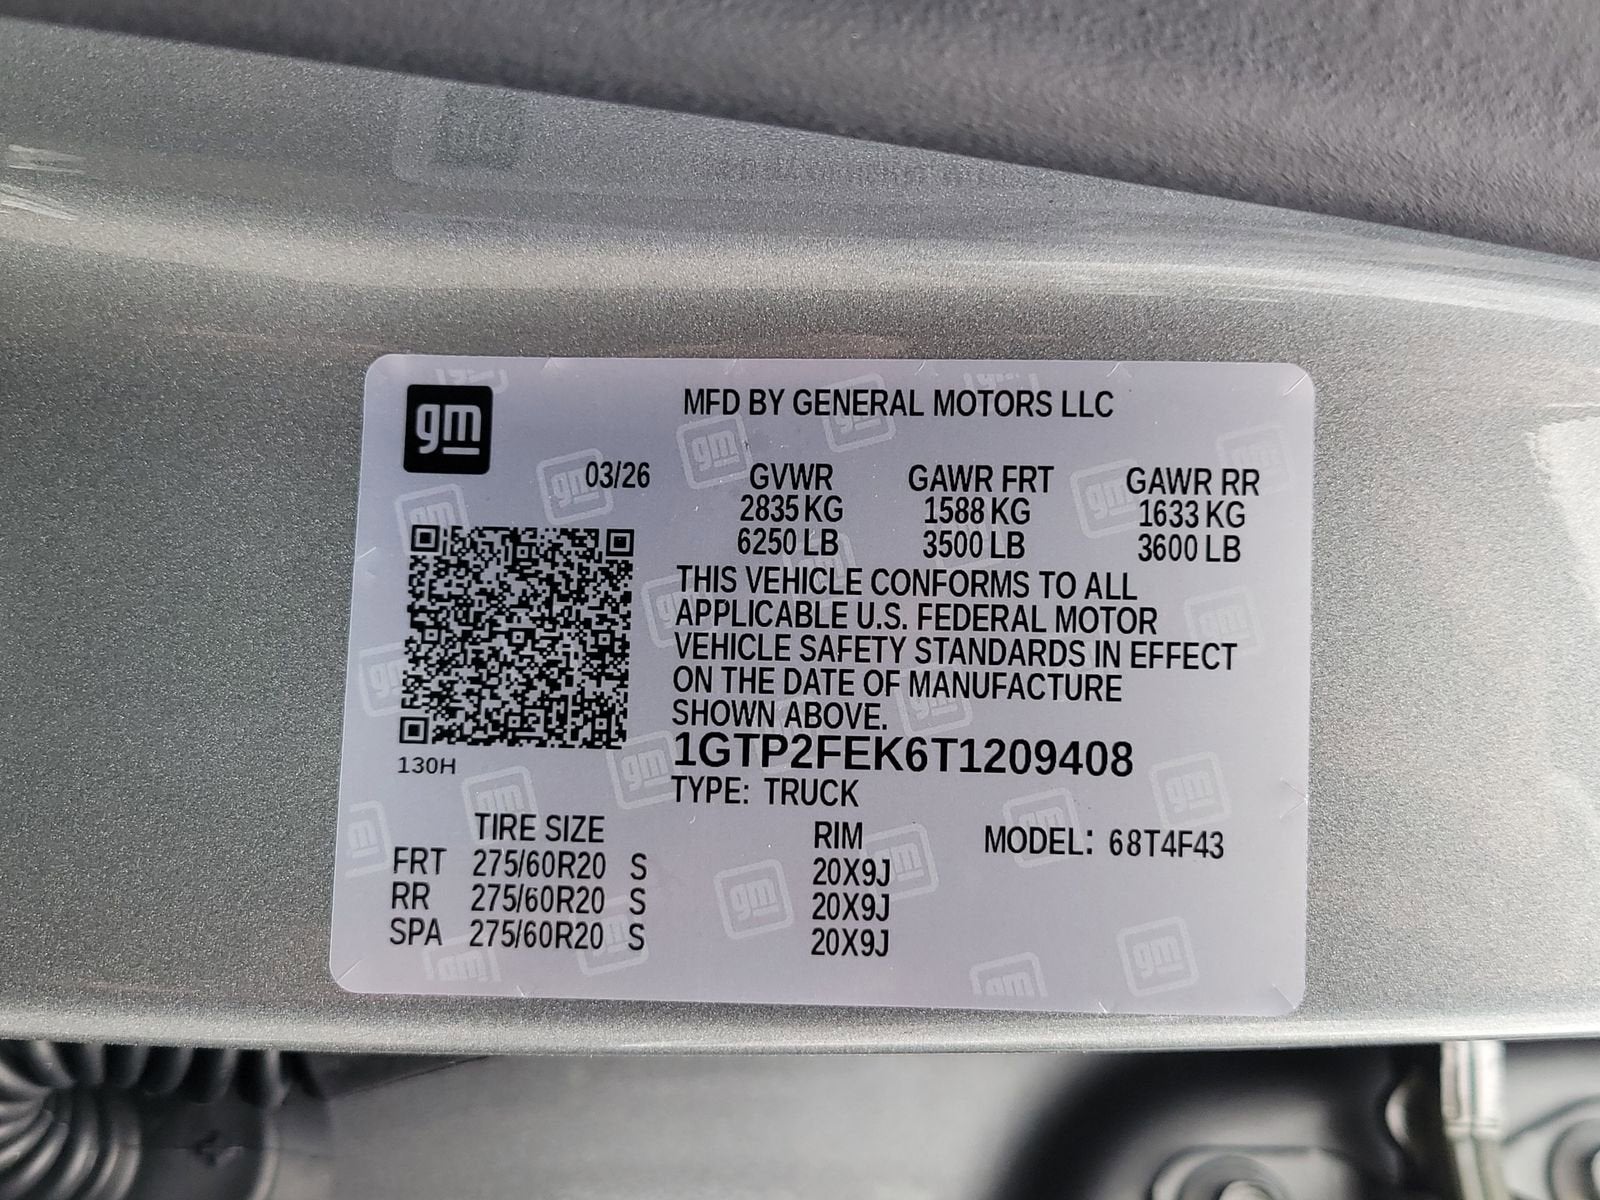 gm
MFD BY GENERAL MOTORS LLC
03/26
GVWR GAWR FRT GAWR RR
2835 KG 1588 KG 1633 KG
6250 LB 3500 LB 3600 LB
THIS VEHICLE CONFORMS TO ALL
APPLICABLE U.S. FEDERAL MOTOR
VEHICLE SAFETY STANDARDS IN EFFECT
ON THE DATE OF MANUFACTURE
SHOWN ABOVE.
130H
1GTP2FEK6T1209408
TYPE: TRUCK
TIRE SIZE RIM MODEL: 68T4F43
FRT 275/60R20 S 20X9J
RR 275/60R20 S 20X9J
SPA 275/60R20 S 20X9J